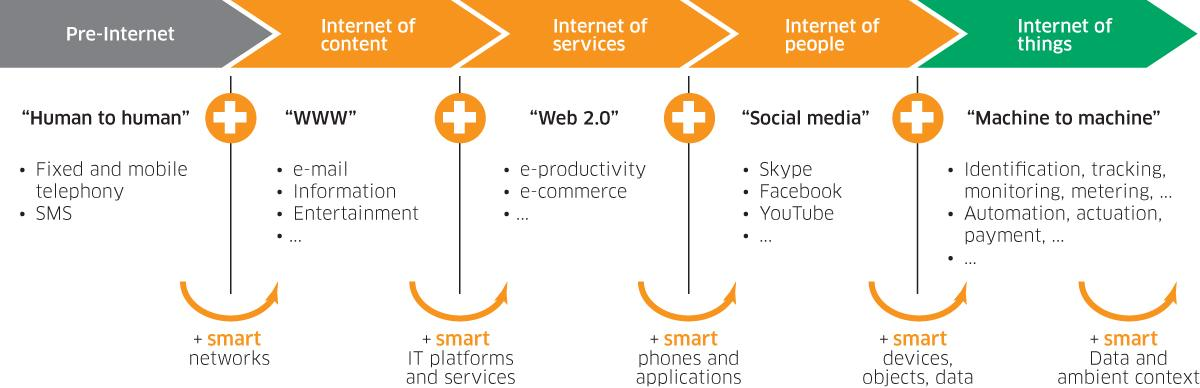 Pre-Internet
Internet of
content
Internet of
services
Internet of
people
Internet of
things
“Human to human”
• Fixed and mobile
telephony
• SMS
“WWW”
• e-mail
• Information
• Entertainment
• ...
“Web 2.0”
• e-productivity
• e-commerce
• ...
“Social media”
• Skype
• Facebook
• YouTube
• ...
“Machine to machine”
• Identification, tracking,
monitoring, metering, ...
• Automation, actuation,
payment, ...
• ...
+ smart
networks
+ smart
IT platforms
and services
+ smart
phones and
applications
+ smart
devices,
objects, data
+ smart
Data and
ambient context